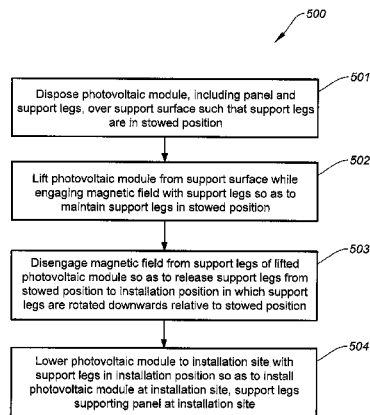 500
501
Dispose photovoltaic module, including panel
and support legs, over support surface such that support legs
are in stowed position
502
Lift photovoltaic module from support surface while
engaging magnetic field with support legs so as to
maintain support legs in stowed position
503
Disengage magnetic field from support legs of lifted
photovoltaic module so as to release support legs from
stowed position to installation position in which support
legs are rotated downwards relative to stowed position
504
Lower photovoltaic module to installation site with
support legs in installation position so as to install
photovoltaic module at installation site, support legs
supporting panel at installation site